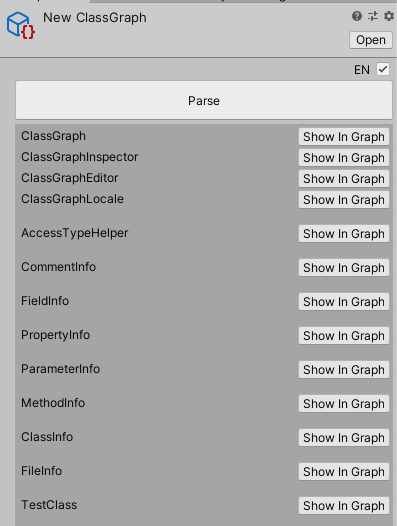 New ClassGraph
Open
EN
Parse
ClassGraph Show In Graph
ClassGraphInspector Show In Graph
ClassGraphEditor Show In Graph
ClassGraphLocale Show In Graph
AccessTypeHelper Show In Graph
CommentInfo Show In Graph
FieldInfo Show In Graph
PropertyInfo Show In Graph
ParameterInfo Show In Graph
MethodInfo Show In Graph
ClassInfo Show In Graph
FileInfo Show In Graph
TestClass Show In Graph